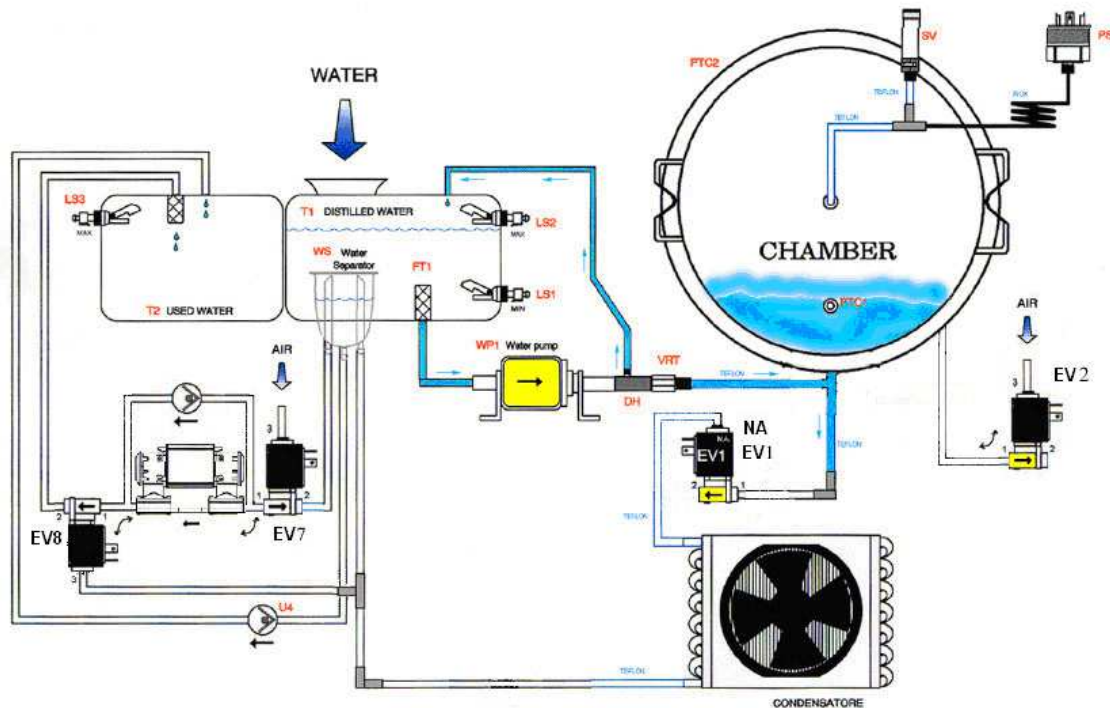 SV
PS
PTC2
WATER
TEFLON
TEFLON
LS3
MAX
T1 DISTILLED WATER
LS2
MAX
CHAMBER
WS Water
Separator
FT1
LS1
MIN
PTC1
T2 USED WATER
AIR
WP1 Water pump
VRT
AIR
3
EV2
TEFLON
DH
NA
EV1
NA
EV1
TEFLON
1
2
2
1
3
1
2
2
1
EV8
EV7
TEFLON
3
U4
TEFLON
CONDENSATORE